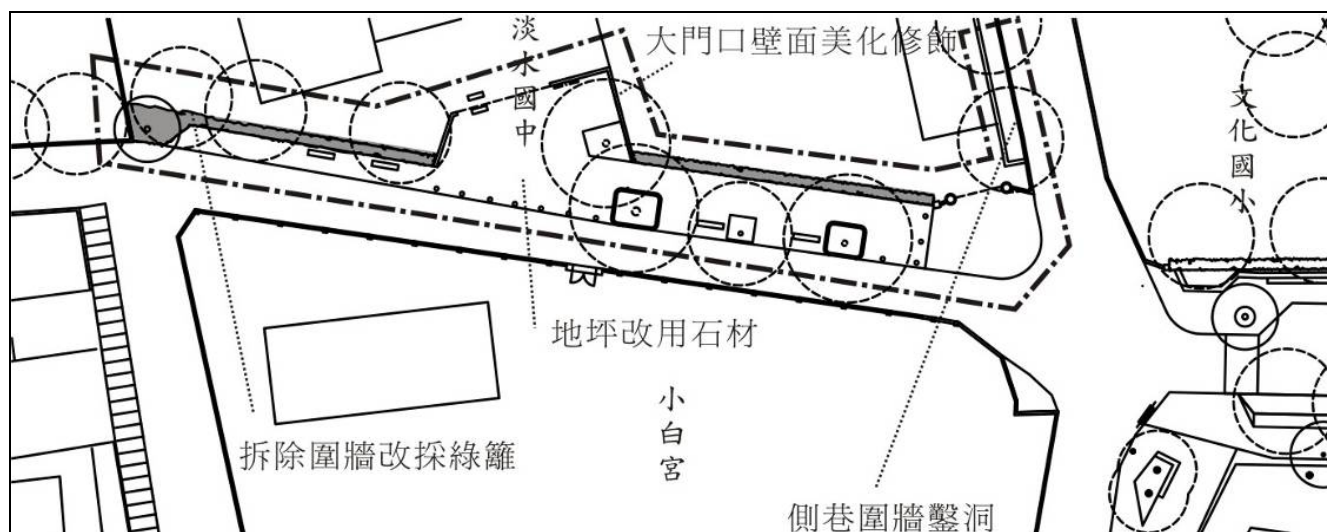 淡水國中
大門口壁面美化修飾
文化國小
地坪改用石材
小白宮
拆除圍牆改採綠籬
側巷圍牆鑿洞